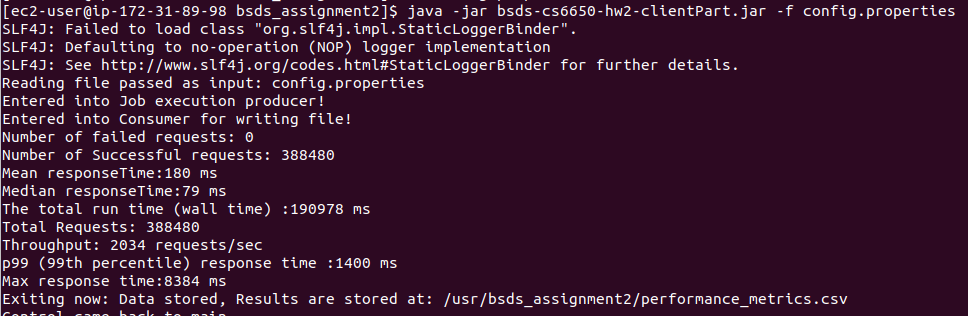 [ec2-user@ip-172-31-89-98 bsds_assignment2]$ java -jar bsds-cs6650-hw2-clientPart.jar -f config.properties
SLF4J: Failed to load class "org.slf4j.impl.StaticLoggerBinder".
SLF4J: Defaulting to no-operation (NOP) logger implementation
SLF4J: See http://www.slf4j.org/codes.html#StaticLoggerBinder for further details.
Reading file passed as input: config.properties
Entered into Job execution producer!
Entered into Consumer for writing file!
Number of failed requests: 0
Number of Successful requests: 388480
Mean responseTime:180 ms
Median responseTime:79 ms
The total run time (wall time) :190978 ms
Total Requests: 388480
Throughput: 2034 requests/sec
p99 (99th percentile) response time :1400 ms
Max response time:8384 ms
Exiting now: Data stored, Results are stored at: /usr/bsds_assignment2/performance_metrics.csv
Control came back to main